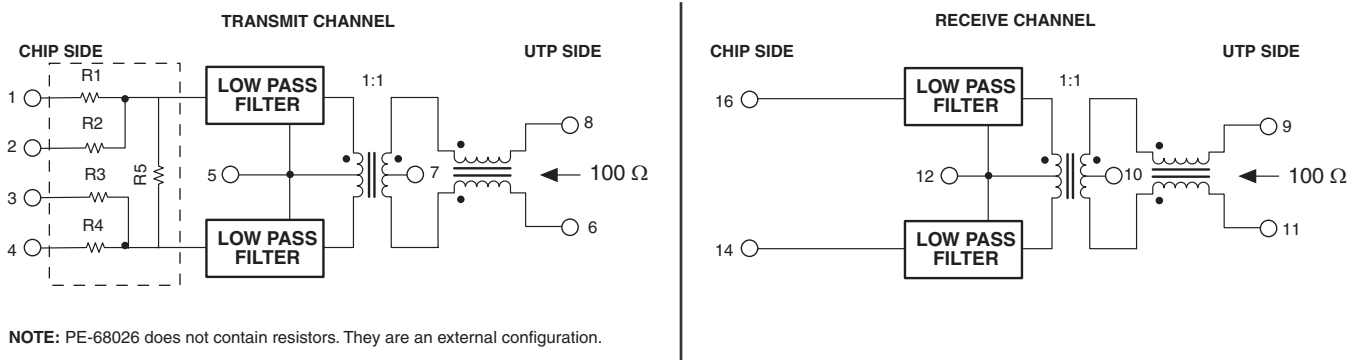 TRANSMIT CHANNEL
CHIP SIDE
UTP SIDE
R1
1
R2
2
R3
3
R4
4
R5
LOW PASS
FILTER
1:1
5
7
8
100 Ω
6
LOW PASS
FILTER
NOTE: PE-68026 does not contain resistors. They are an external configuration.
RECEIVE CHANNEL
CHIP SIDE
UTP SIDE
16
LOW PASS
FILTER
1:1
12
10
9
100 Ω
11
14
LOW PASS
FILTER